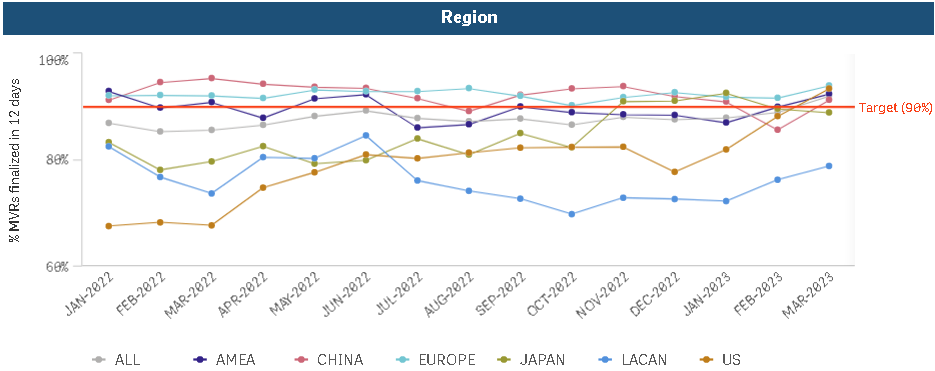 Region
% MVRs finalized in 12 days
100%
80%
60%
Target (90%)
JAN-2022
FEB-2022
MAR-2022
APR-2022
MAY-2022
JUN-2022
JUL-2022
AUG-2022
SEP-2022
OCT-2022
NOV-2022
DEC-2022
JAN-2023
FEB-2023
MAR-2023
ALL AMEA CHINA EUROPE JAPAN LACAN US